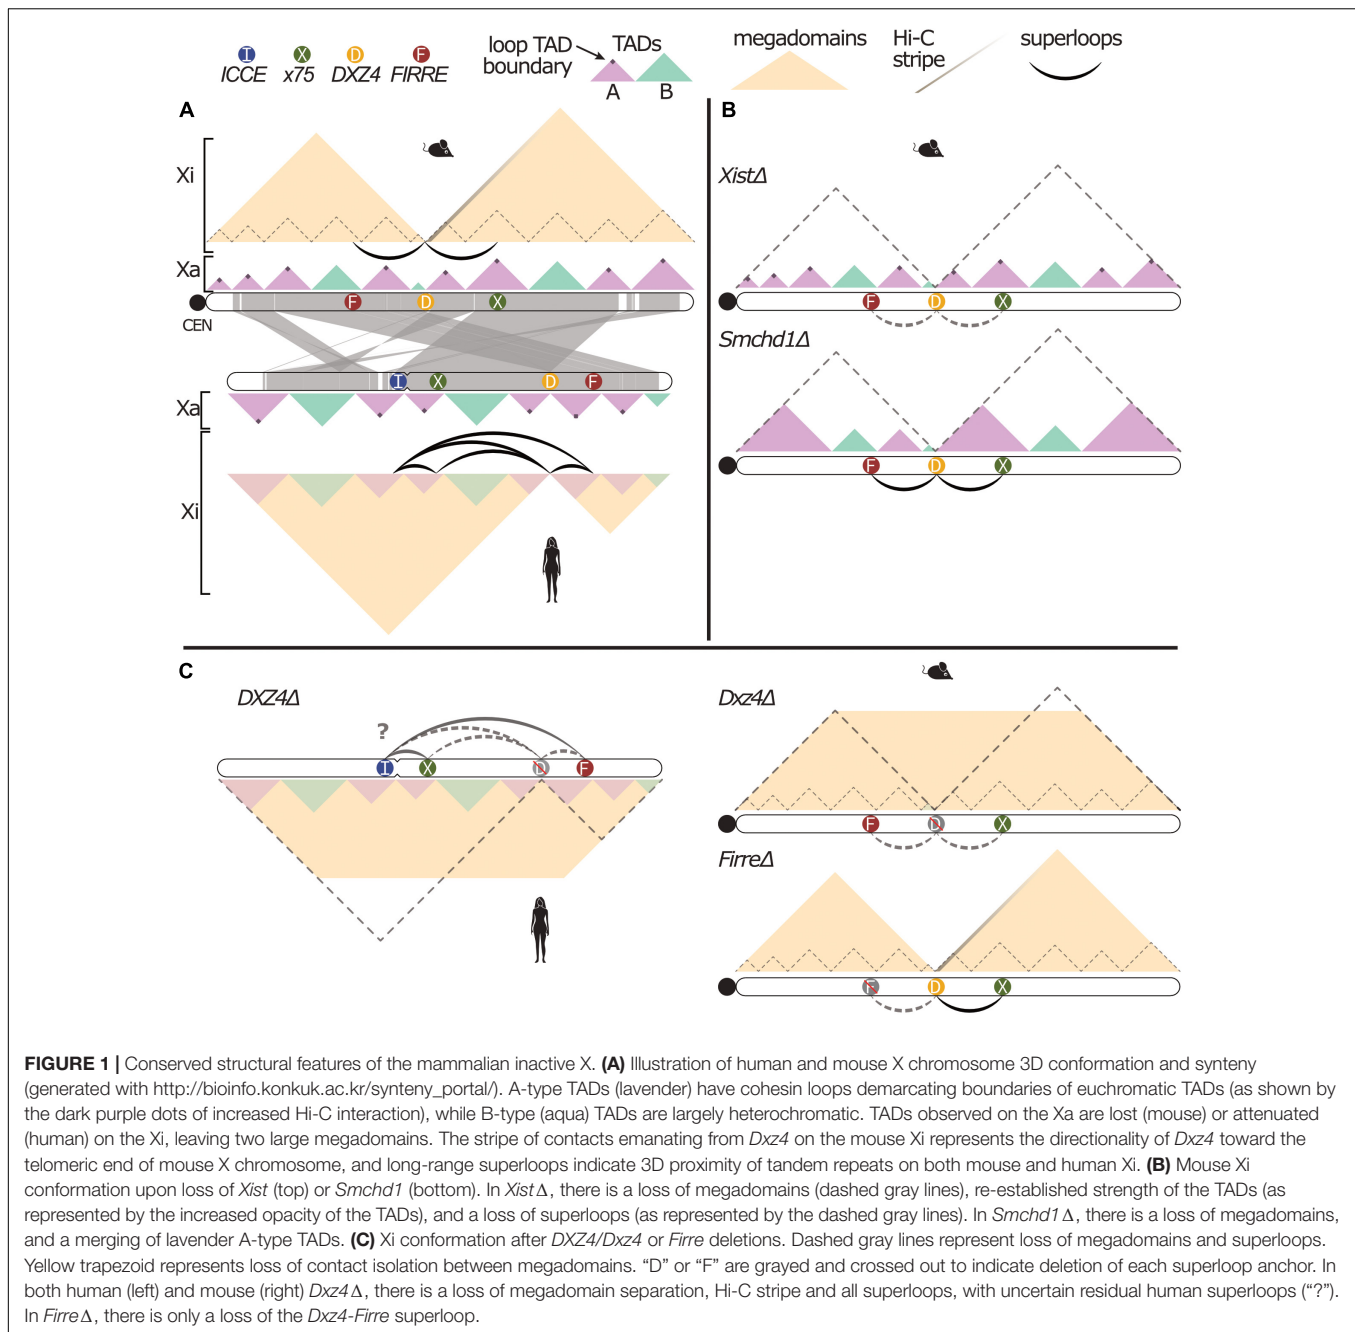 I X D F
ICCE x75 DXZ4 FIRRE
loop TAD boundary
TADs
A B
megadomains
Hi-C stripe
superloops
A
Xi
Xa
F D X
CEN
I X D F
Xa
Xi
B
XistΔ
F D X
Smchd1Δ
F D X
C
DXZ4Δ
?
I X D F
Dxz4Δ
F D X
FirreΔ
F D X
FIGURE 1 | Conserved structural features of the mammalian inactive X. (A) Illustration of human and mouse X chromosome 3D conformation and synteny
(generated with http://bioinfo.konkuk.ac.kr/synteny_portal/). A-type TADs (lavender) have cohesin loops demarcating boundaries of euchromatic TADs (as shown by
the dark purple dots of increased Hi-C interaction), while B-type (aqua) TADs are largely heterochromatic. TADs observed on the Xa are lost (mouse) or attenuated
(human) on the Xi, leaving two large megadomains. The stripe of contacts emanating from Dxz4 on the mouse Xi represents the directionality of Dxz4 toward the
telomeric end of mouse X chromosome, and long-range superloops indicate 3D proximity of tandem repeats on both mouse and human Xi. (B) Mouse Xi
conformation upon loss of Xist (top) or Smchd1 (bottom). In XistΔ, there is a loss of megadomains (dashed gray lines), re-established strength of the TADs (as
represented by the increased opacity of the TADs), and a loss of superloops (as represented by the dashed gray lines). In Smchd1Δ, there is a loss of megadomains,
and a merging of lavender A-type TADs. (C) Xi conformation after DXZ4/Dxz4 or Firre deletions. Dashed gray lines represent loss of megadomains and superloops.
Yellow trapezoid represents loss of contact isolation between megadomains. “D” or “F” are grayed and crossed out to indicate deletion of each superloop anchor. In
both human (left) and mouse (right) Dxz4Δ, there is a loss of megadomain separation, Hi-C stripe and all superloops, with uncertain residual human superloops (“?”).
In FirreΔ, there is only a loss of the Dxz4-Firre superloop.